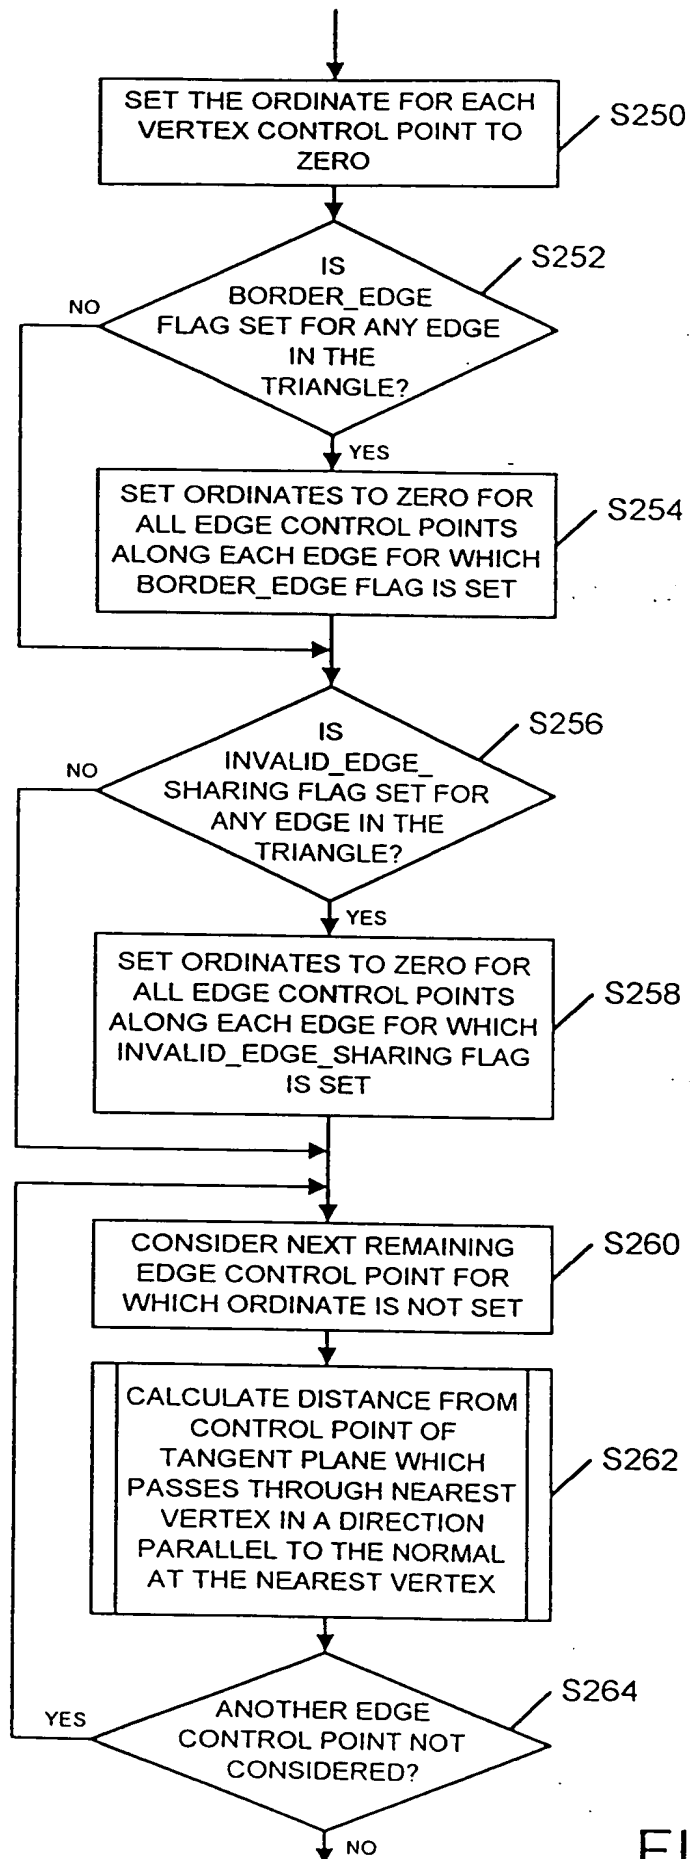 SET THE ORDINATE FOR EACH
VERTEX CONTROL POINT TO
ZERO
S250
IS
BORDER_EDGE
FLAG SET FOR ANY EDGE
IN THE
TRIANGLE?
S252
NO
YES
SET ORDINATES TO ZERO FOR
ALL EDGE CONTROL POINTS
ALONG EACH EDGE FOR WHICH
BORDER_EDGE FLAG IS SET
S254
IS
INVALID_EDGE_
SHARING FLAG SET FOR
ANY EDGE IN THE
TRIANGLE?
S256
NO
YES
SET ORDINATES TO ZERO FOR
ALL EDGE CONTROL POINTS
ALONG EACH EDGE FOR WHICH
INVALID_EDGE_SHARING FLAG
IS SET
S258
CONSIDER NEXT REMAINING
EDGE CONTROL POINT FOR
WHICH ORDINATE IS NOT SET
S260
CALCULATE DISTANCE FROM
CONTROL POINT OF
TANGENT PLANE WHICH
PASSES THROUGH NEAREST
VERTEX IN A DIRECTION
PARALLEL TO THE NORMAL
AT THE NEAREST VERTEX
S262
ANOTHER EDGE
CONTROL POINT NOT
CONSIDERED?
S264
YES
NO